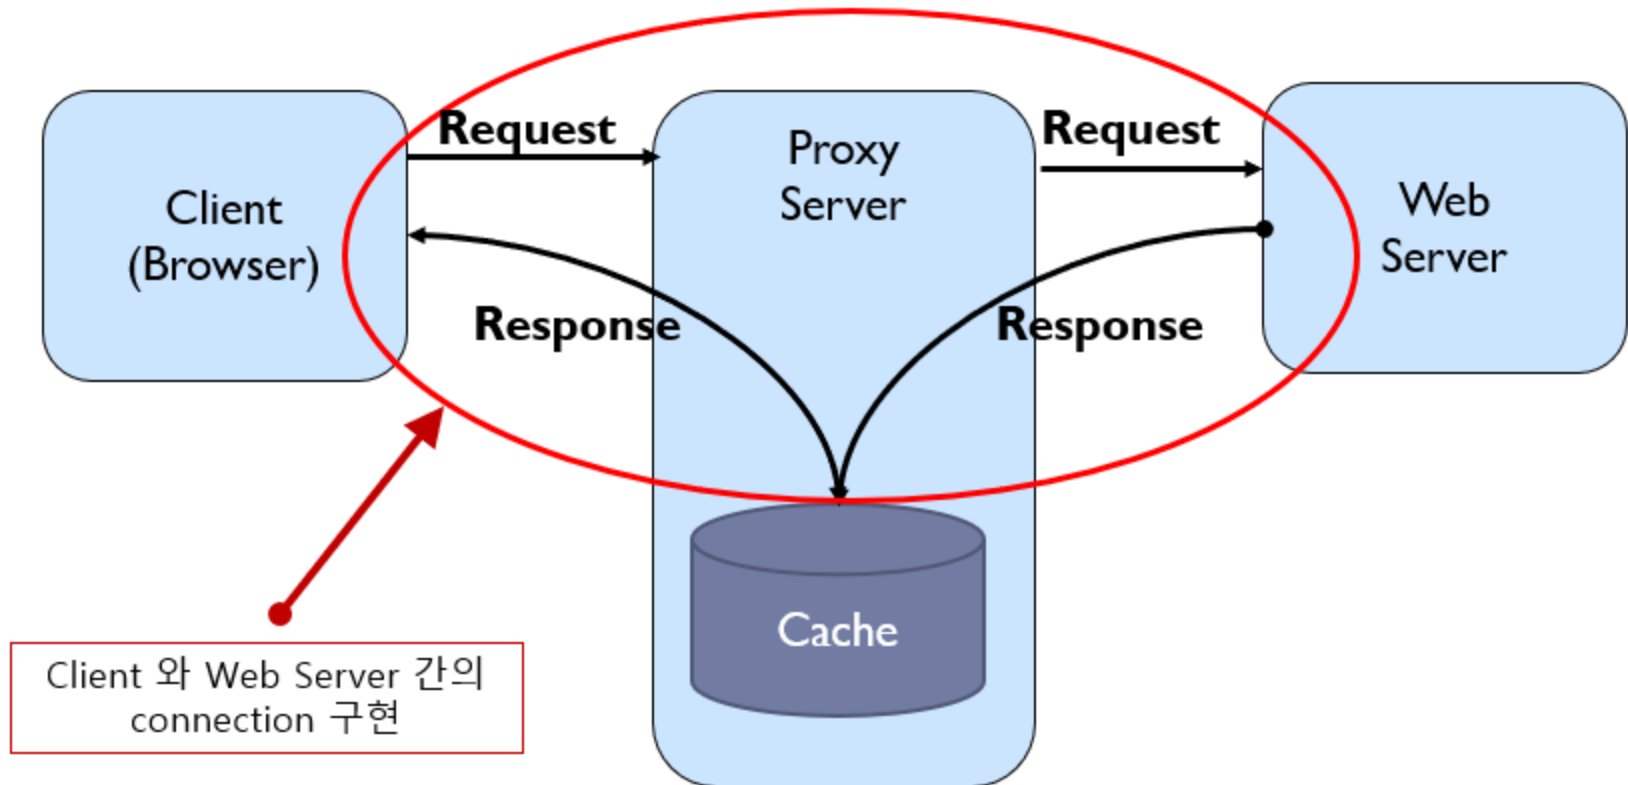 Request
Request
Proxy
Server
Client
(Browser)
Web
Server
Response
Response
Cache
Client 와 Web Server 간의
connection 구현